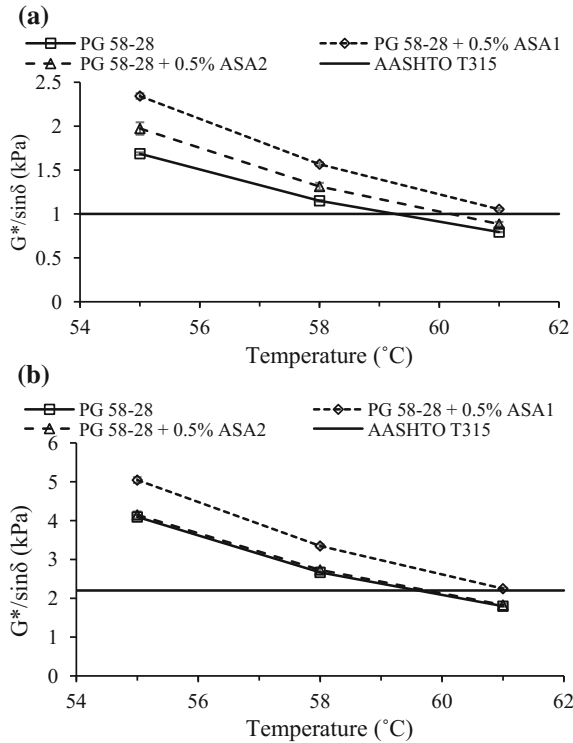 (a)
PG 58-28
PG 58-28 + 0.5% ASA1
PG 58-28 + 0.5% ASA2
AASHTO T315
G*/sinδ (kPa)
2.5
2
1.5
1
0.5
0
54 56 58 60 62
Temperature (˚C)
(b)
PG 58-28
PG 58-28 + 0.5% ASA1
PG 58-28 + 0.5% ASA2
AASHTO T315
G*/sinδ (kPa)
6
5
4
3
2
1
0
54 56 58 60 62
Temperature (˚C)